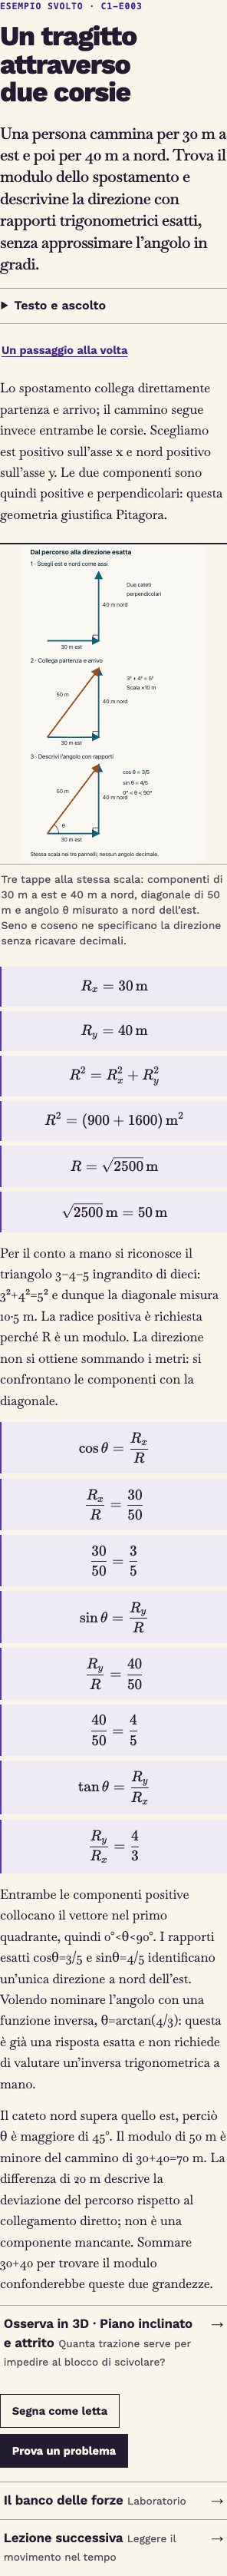 ESEMPIO SVOLTO · C1-E003
Un tragitto
attraverso
due corsie
Una persona cammina per 30 m a
est e poi per 40 m a nord. Trova il
modulo dello spostamento e
descrivine la direzione con
rapporti trigonometrici esatti,
senza approssimare l’angolo in
gradi.
▶ Testo e ascolto
Un passaggio alla volta
Lo spostamento collega direttamente
partenza e arrivo; il cammino segue
invece entrambe le corsie. Scegliamo
est positivo sull’asse x e nord positivo
sull’asse y. Le due componenti sono
quindi positive e perpendicolari: questa
geometria giustifica Pitagora.
Dal percorso alla direzione esatta
1 · Scegli est e nord come assi
Due cateti
perpendicolari
40 m nord
30 m est
2 · Collega partenza e arrivo
3² + 4² = 5²
Scala ×10 m
50 m
40 m nord
30 m est
3 · Descrivi l’angolo con rapporti
cos θ = 3/5
sin θ = 4/5
0° < θ < 90°
50 m
40 m nord
θ
30 m est
Stessa scala nei tre pannelli; nessun angolo decimale.
Tre tappe alla stessa scala: componenti di
30 m a est e 40 m a nord, diagonale di 50
m e angolo θ misurato a nord dell’est.
Seno e coseno ne specificano la direzione
senza ricavare decimali.
Rₓ = 30 m
R_y = 40 m
R² = Rₓ² + R_y²
R² = (900 + 1600) m²
R = √2500 m
√2500 m = 50 m
Per il conto a mano si riconosce il
triangolo 3–4–5 ingrandito di dieci:
3²+4²=5² e dunque la diagonale misura
10·5 m. La radice positiva è richiesta
perché R è un modulo. La direzione
non si ottiene sommando i metri: si
confrontano le componenti con la
diagonale.
cos θ = Rₓ/R
Rₓ/R = 30/50
30/50 = 3/5
sin θ = R_y/R
R_y/R = 40/50
40/50 = 4/5
tan θ = R_y/Rₓ
R_y/Rₓ = 4/3
Entrambe le componenti positive
collocano il vettore nel primo
quadrante, quindi 0°<θ<90°. I rapporti
esatti cosθ=3/5 e sinθ=4/5 identificano
un’unica direzione a nord dell’est.
Volendo nominare l’angolo con una
funzione inversa, θ=arctan(4/3): questa
è già una risposta esatta e non richiede
di valutare un’inversa trigonometrica a
mano.
Il cateto nord supera quello est, perciò
θ è maggiore di 45°. Il modulo di 50 m è
minore del cammino di 30+40=70 m. La
differenza di 20 m descrive la
deviazione del percorso rispetto al
collegamento diretto; non è una
componente mancante. Sommare
30+40 per trovare il modulo
confonderebbe queste due grandezze.
Osserva in 3D · Piano inclinato →
e attrito Quanta trazione serve per
impedire al blocco di scivolare?
Segna come letta
Prova un problema
Il banco delle forze Laboratorio →
Lezione successiva Leggere il →
movimento nel tempo